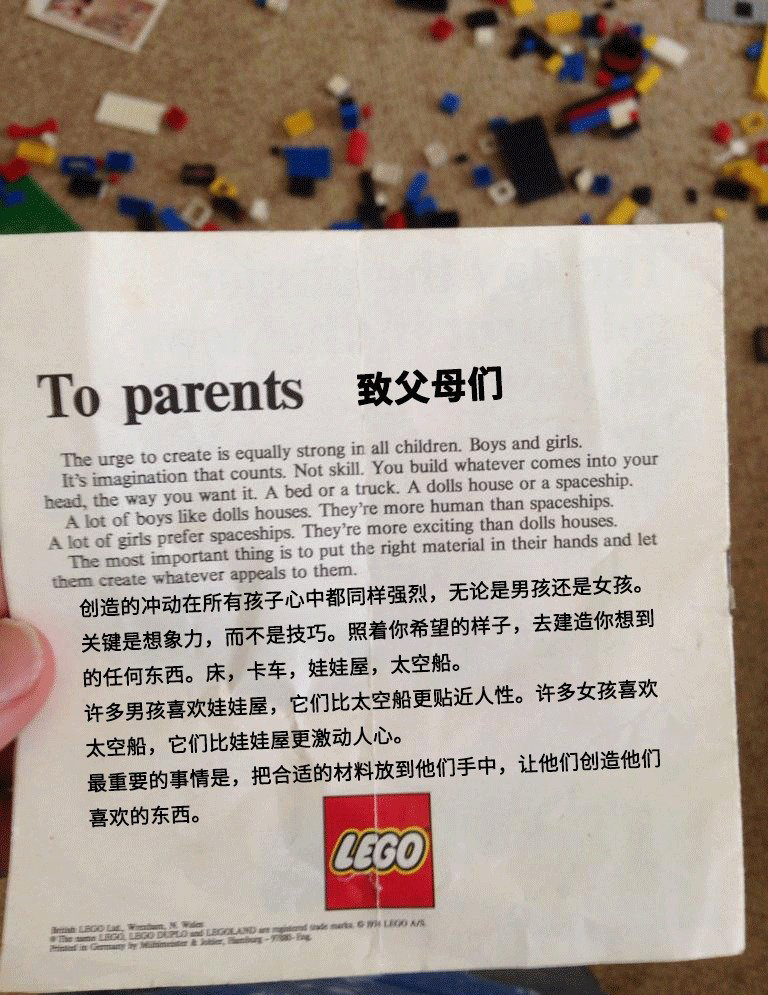 To parents 致父母们
The urge to create is equally strong in all children. Boys and girls.
It's imagination that counts. Not skill. You build whatever comes into your
head, the way you want it. A bed or a truck. A dolls house or a spaceship.
A lot of boys like dolls houses. They're more human than spaceships.
A lot of girls prefer spaceships. They're more exciting than dolls houses.
The most important thing is to put the right material in their hands and let
them create whatever appeals to them.
创造的冲动在所有孩子心中都同样强烈，无论是男孩还是女孩。
关键是想象力，而不是技巧。照着你希望的样子，去建造你想到
的任何东西。床，卡车，娃娃屋，太空船。
许多男孩喜欢娃娃屋，它们比太空船更贴近人性。许多女孩喜欢
太空船，它们比娃娃屋更激动人心。
最重要的事情是，把合适的材料放到他们手中，让他们创造他们
喜欢的东西。
LEGO
British LEGO Ltd., Wrexham, N. Wales
® The name LEGO, LEGO DUPLO and LEGOLAND are registered trade marks. © 1974 LEGO A/S.
Printed in Germany by Mühlmeister & Johler, Hamburg - Eng.